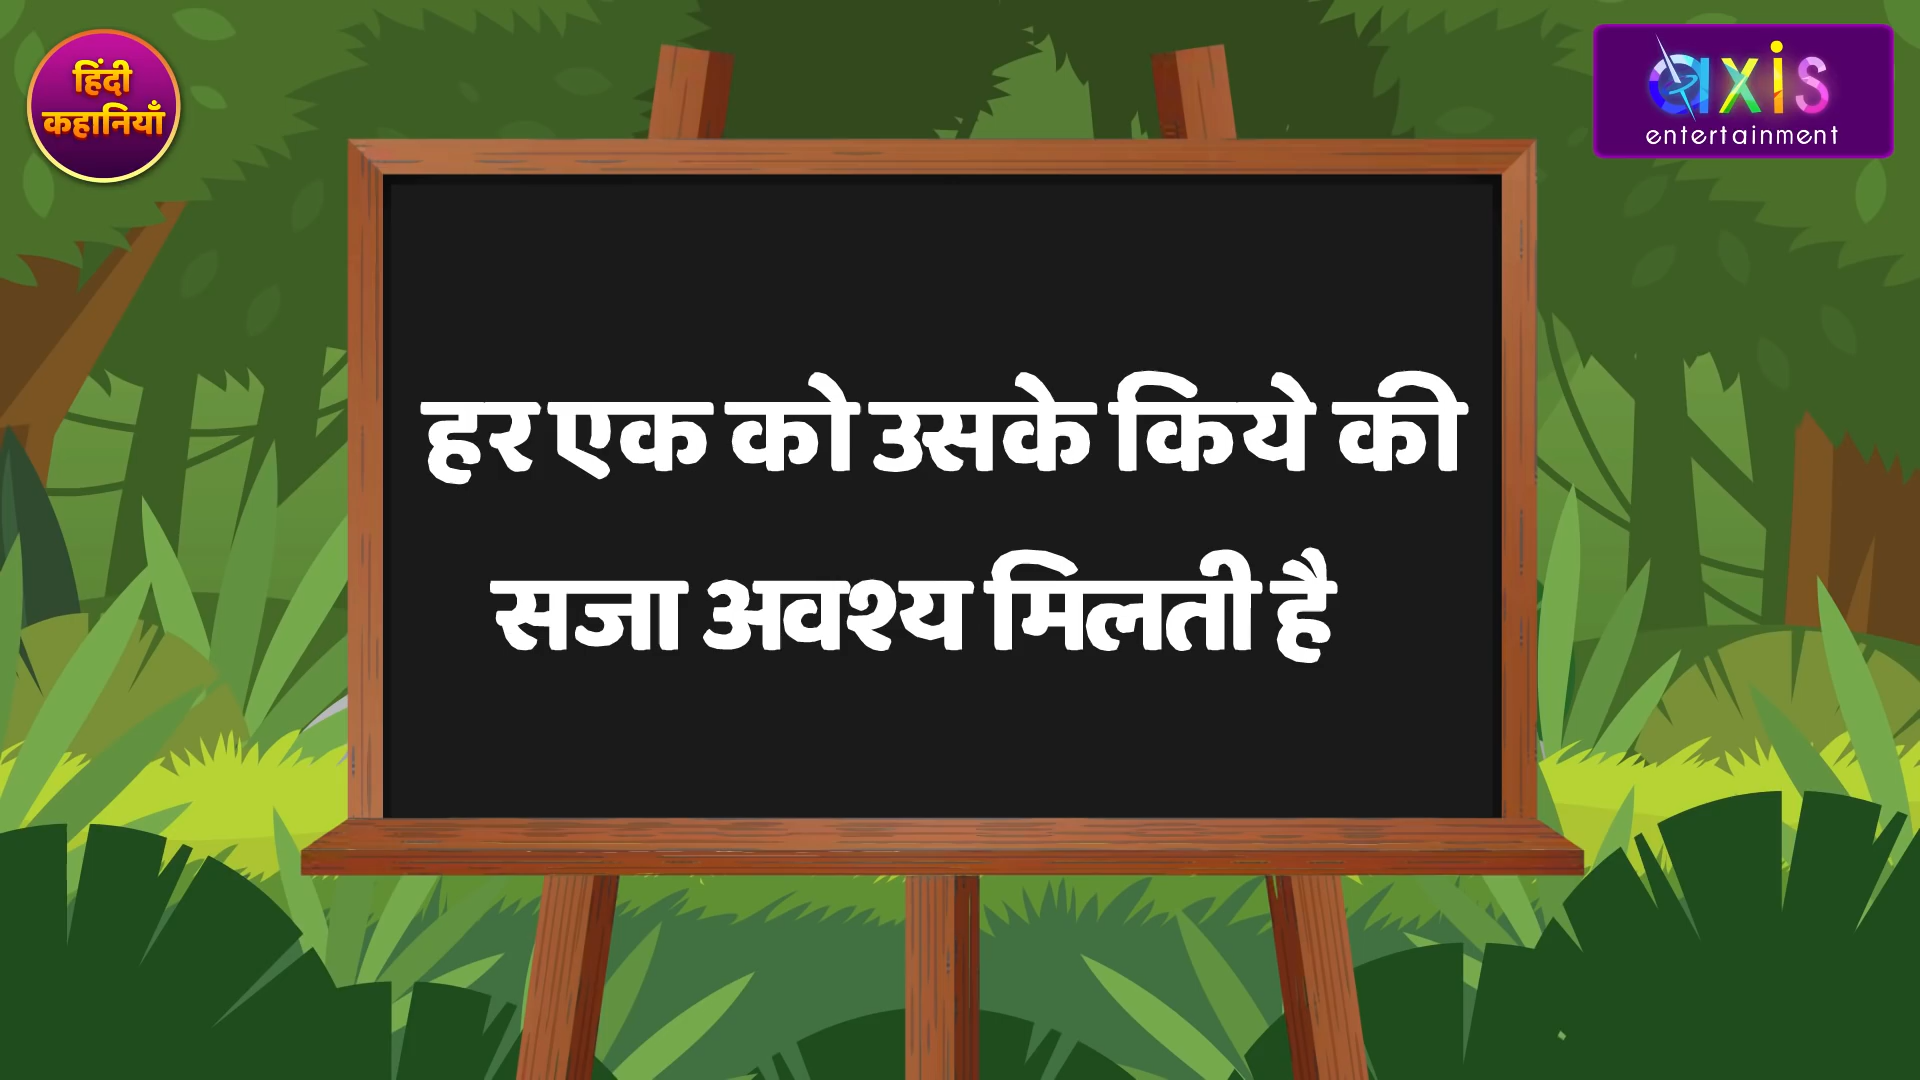 हिंदी
कहानियाँ
axis
entertainment
हर एक को उसके किये की
सजा अवश्य मिलती है